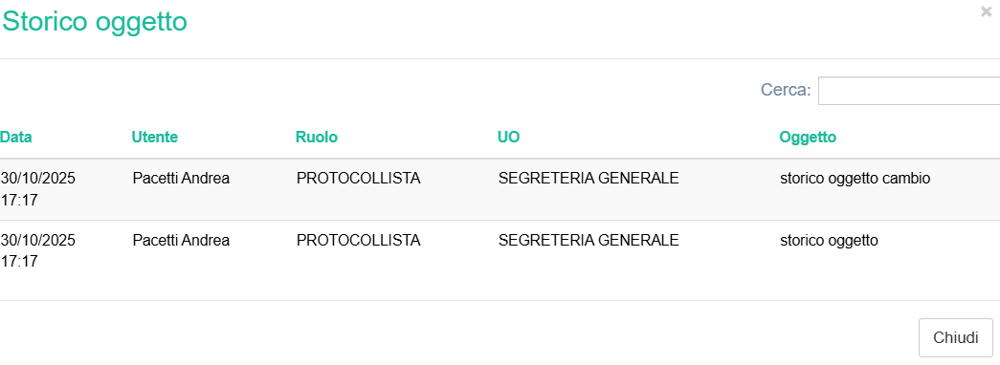 Storico oggetto
×
Cerca:
Data Utente Ruolo UO Oggetto
30/10/2025 Pacetti Andrea PROTOCOLLISTA SEGRETERIA GENERALE storico oggetto cambio
17:17
30/10/2025 Pacetti Andrea PROTOCOLLISTA SEGRETERIA GENERALE storico oggetto
17:17
Chiudi